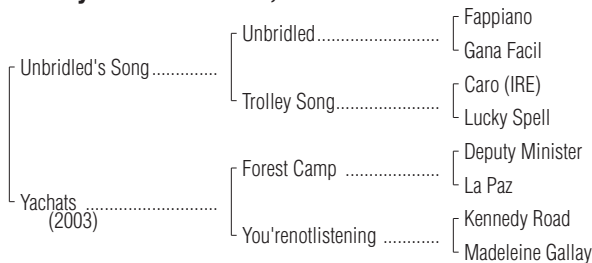 Fappiano
Unbridled....................
Gana Facil
Unbridled's Song.............
Caro (IRE)
Trolley Song.................
Lucky Spell
Deputy Minister
Forest Camp ..................
La Paz
Yachats .........................
(2003)
Kennedy Road
You'renotlistening ............
Madeleine Gallay